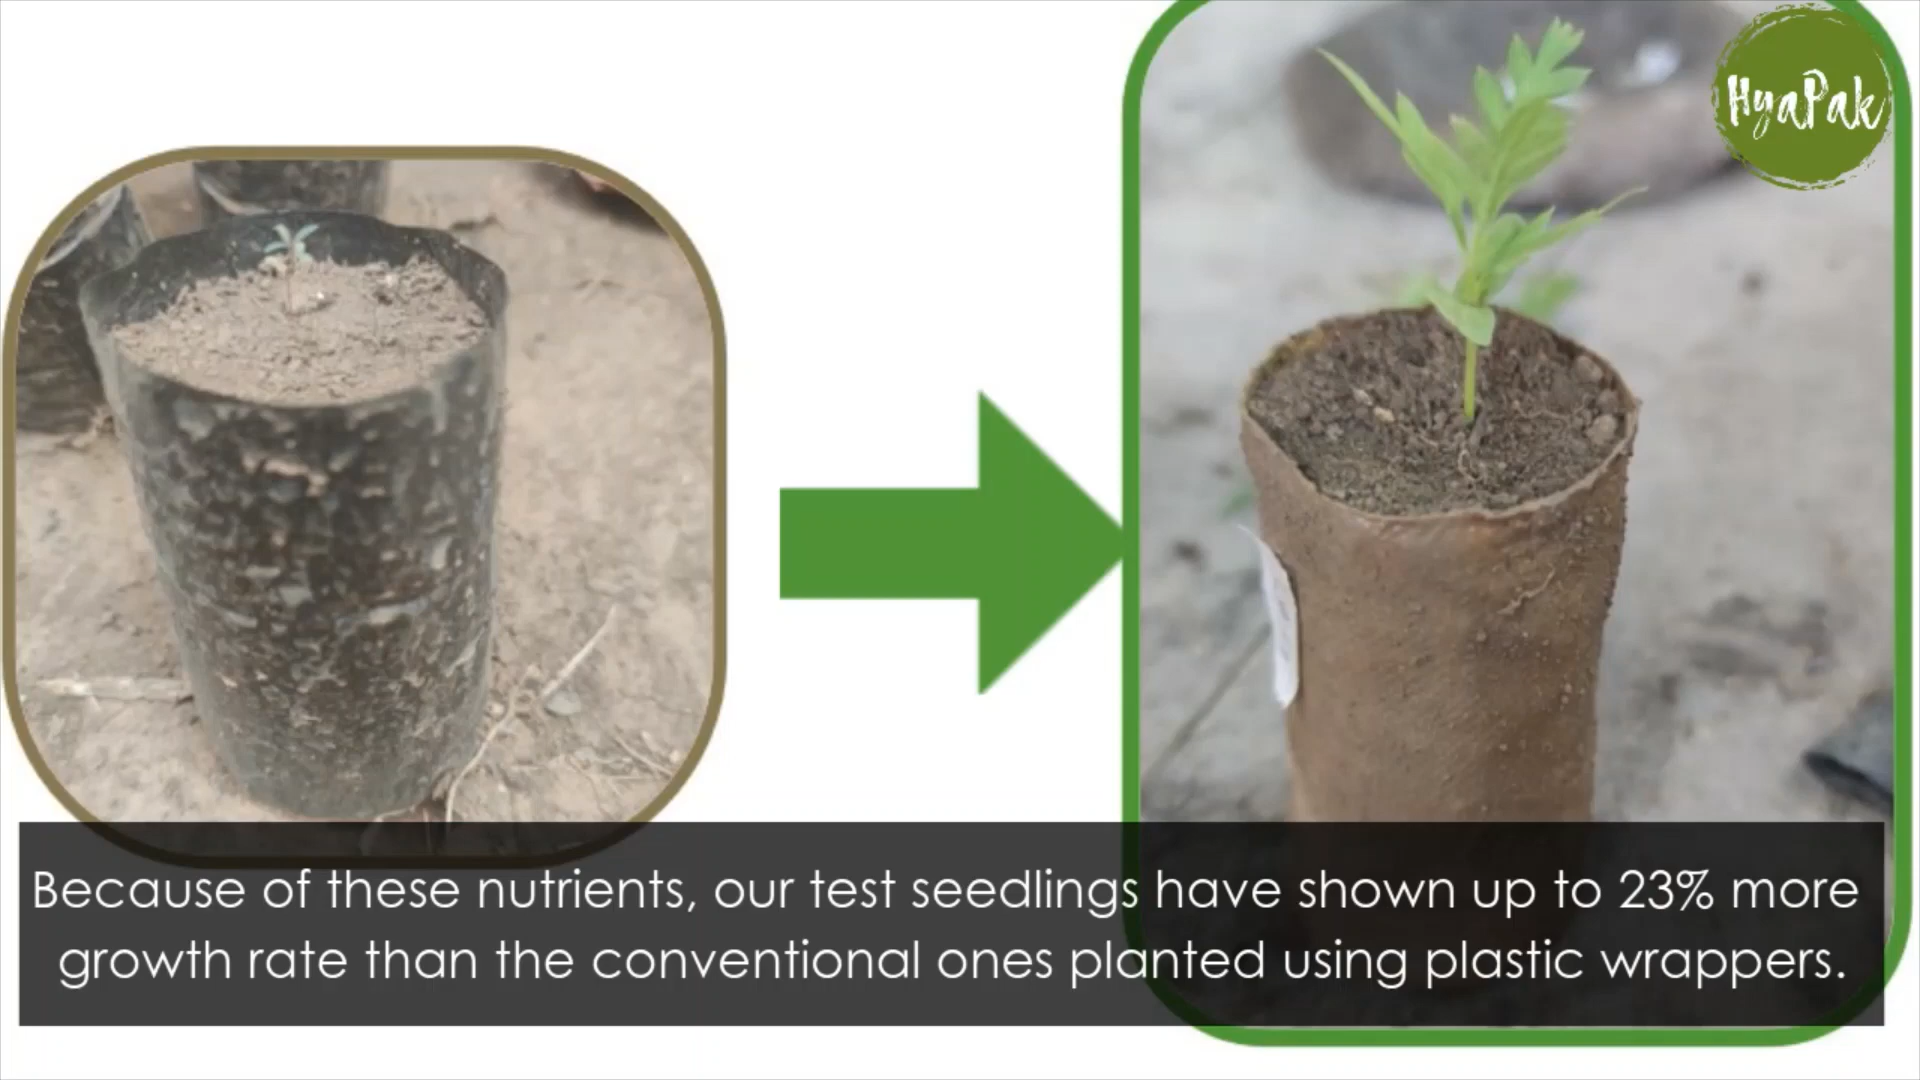 HyaPak
Because of these nutrients, our test seedlings have shown up to 23% more
growth rate than the conventional ones planted using plastic wrappers.